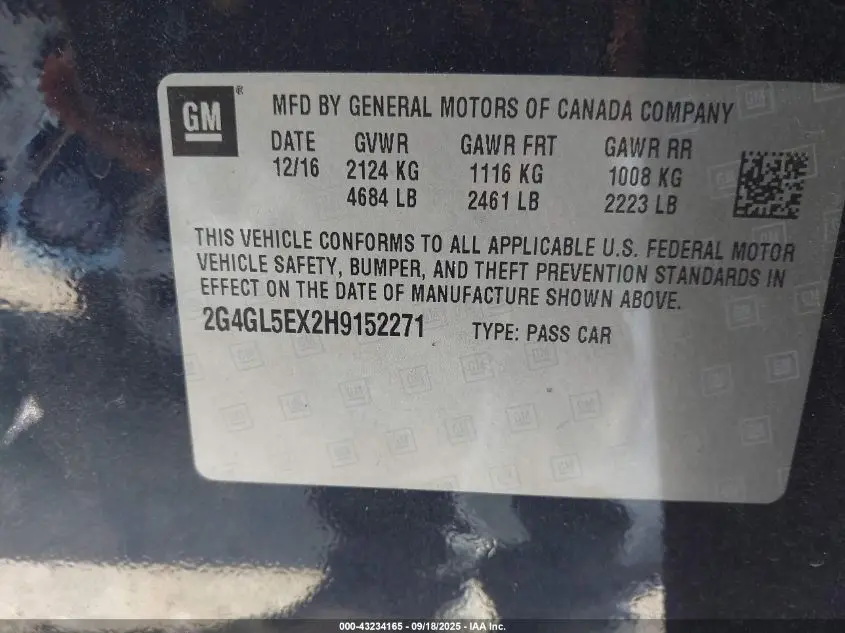 GM ® MFD BY GENERAL MOTORS OF CANADA COMPANY
DATE GVWR GAWR FRT GAWR RR
12/16 2124 KG 1116 KG 1008 KG
4684 LB 2461 LB 2223 LB
THIS VEHICLE CONFORMS TO ALL APPLICABLE U.S. FEDERAL MOTOR
VEHICLE SAFETY, BUMPER, AND THEFT PREVENTION STANDARDS IN
EFFECT ON THE DATE OF MANUFACTURE SHOWN ABOVE.
2G4GL5EX2H9152271 TYPE: PASS CAR
000-43234165 - 09/18/2025 - IAA Inc.